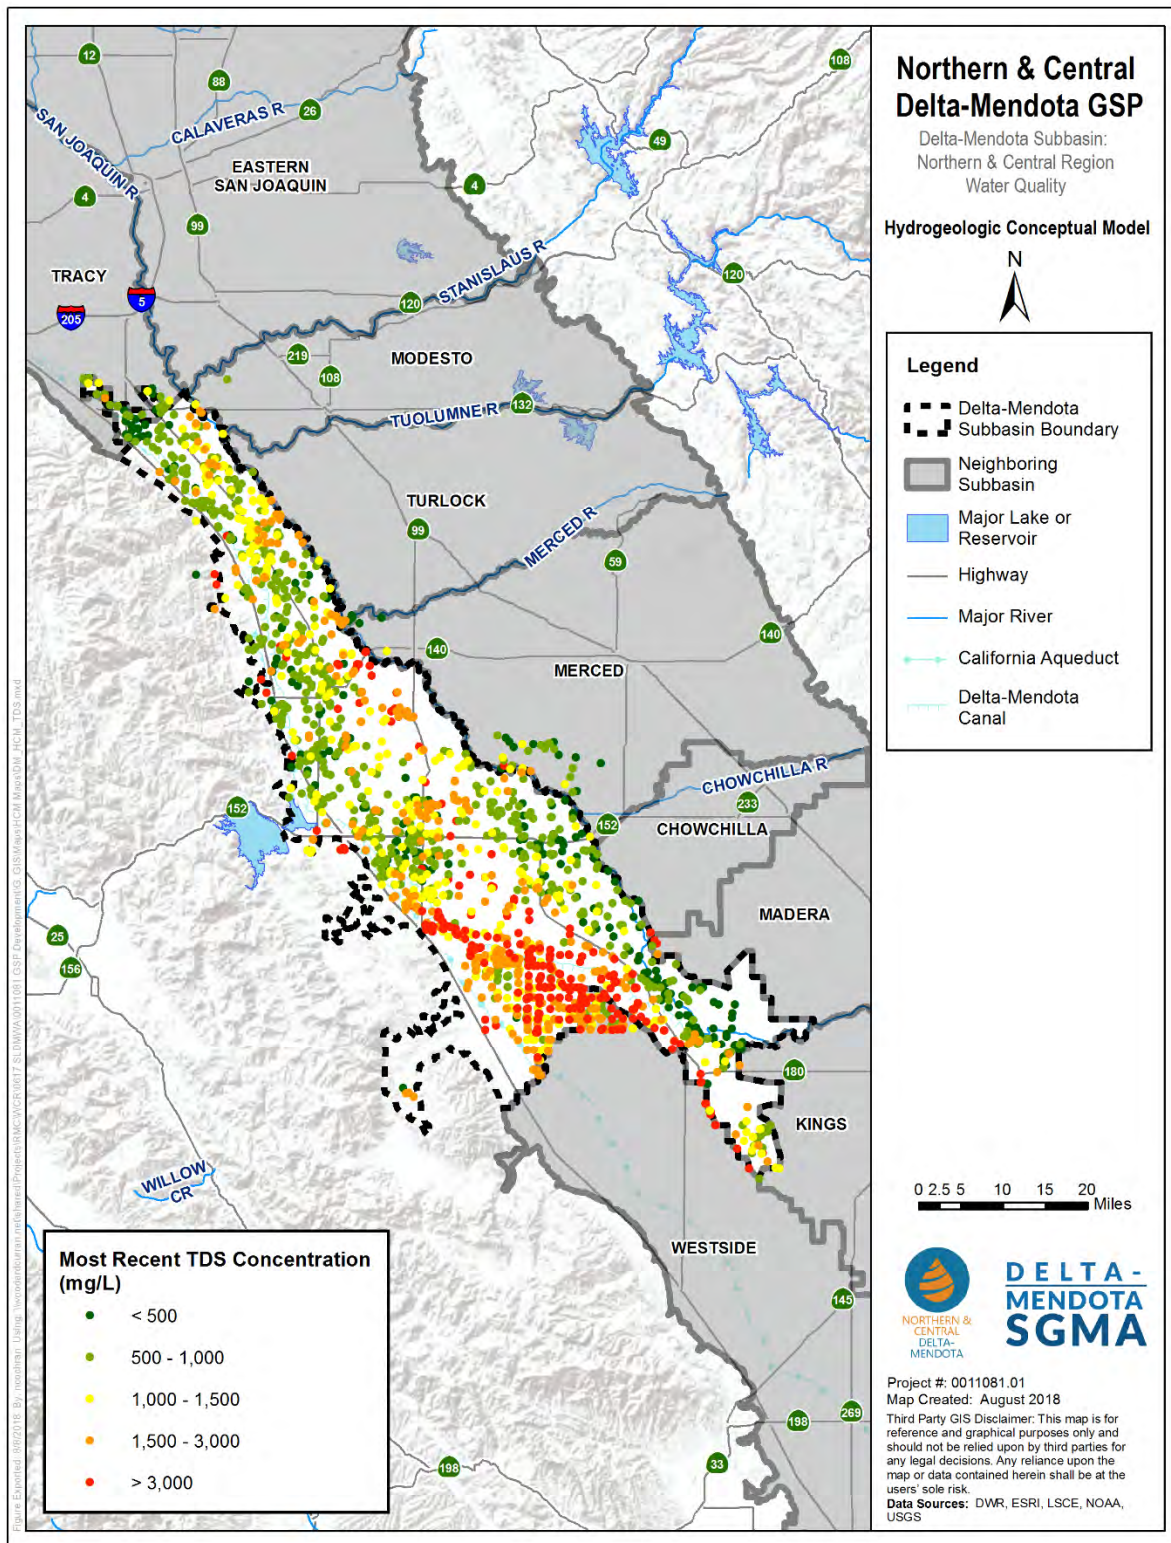 Northern & Central
Delta-Mendota GSP
Delta-Mendota Subbasin:
Northern & Central Region
Water Quality
Hydrogeologic Conceptual Model
N
Legend
Delta-Mendota
Subbasin Boundary
Neighboring
Subbasin
Major Lake or
Reservoir
Highway
Major River
California Aqueduct
Delta-Mendota
Canal
0 2.5 5 10 15 20
Miles
NORTHERN &
CENTRAL
DELTA-
MENDOTA
DELTA-
MENDOTA
SGMA
Project #: 0011081.01
Map Created: August 2018
Third Party GIS Disclaimer: This map is for
reference and graphical purposes only and
should not be relied upon by third parties for
any legal decisions. Any reliance upon the
map or data contained herein shall be at the
users' sole risk.
Data Sources: DWR, ESRI, LSCE, NOAA,
USGS
12
88
26
108
SAN JOAQUIN R
CALAVERAS R
49
EASTERN
SAN JOAQUIN
4
4
99
STANISLAUS R
TRACY
5
205
120
120
219
MODESTO
108
TUOLUMNE R
132
TURLOCK
99
MERCED R
59
140
140
MERCED
CHOWCHILLA R
233
152
152
CHOWCHILLA
MADERA
25
156
180
KINGS
WILLOW
CR
WESTSIDE
145
269
198
33
198
Most Recent TDS Concentration
(mg/L)
< 500
500 - 1,000
1,000 - 1,500
1,500 - 3,000
> 3,000